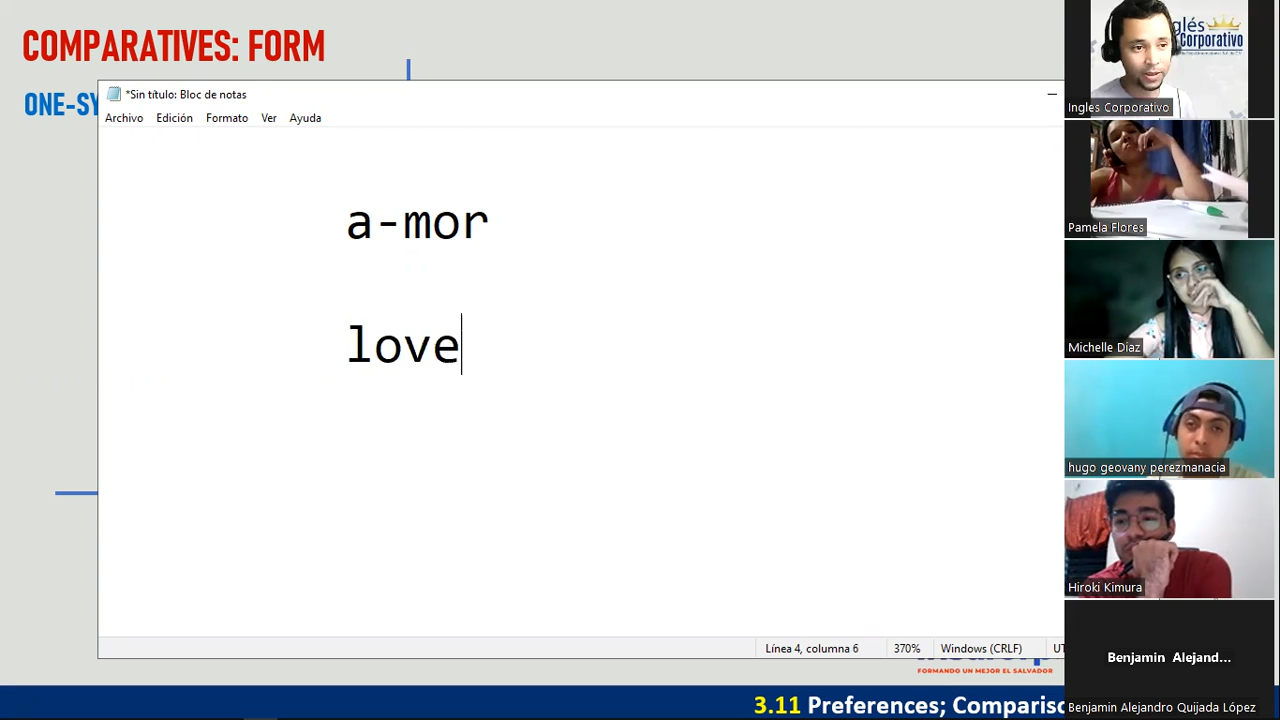 COMPARATIVES: FORM
ONE-SY
*Sin título: Bloc de notas
Archivo Edición Formato Ver Ayuda
a-mor
love
Línea 4, columna 6 370% Windows (CRLF) UT
FORMANDO UN MEJOR EL SALVADOR
3.11 Preferences; Compariso
glés
Corporativo
Ingles Corporativo
Pamela Flores
Michelle Diaz
hugo geovany perezmanacia
Hiroki Kimura
Benjamin Alejand...
Benjamin Alejandro Quijada López